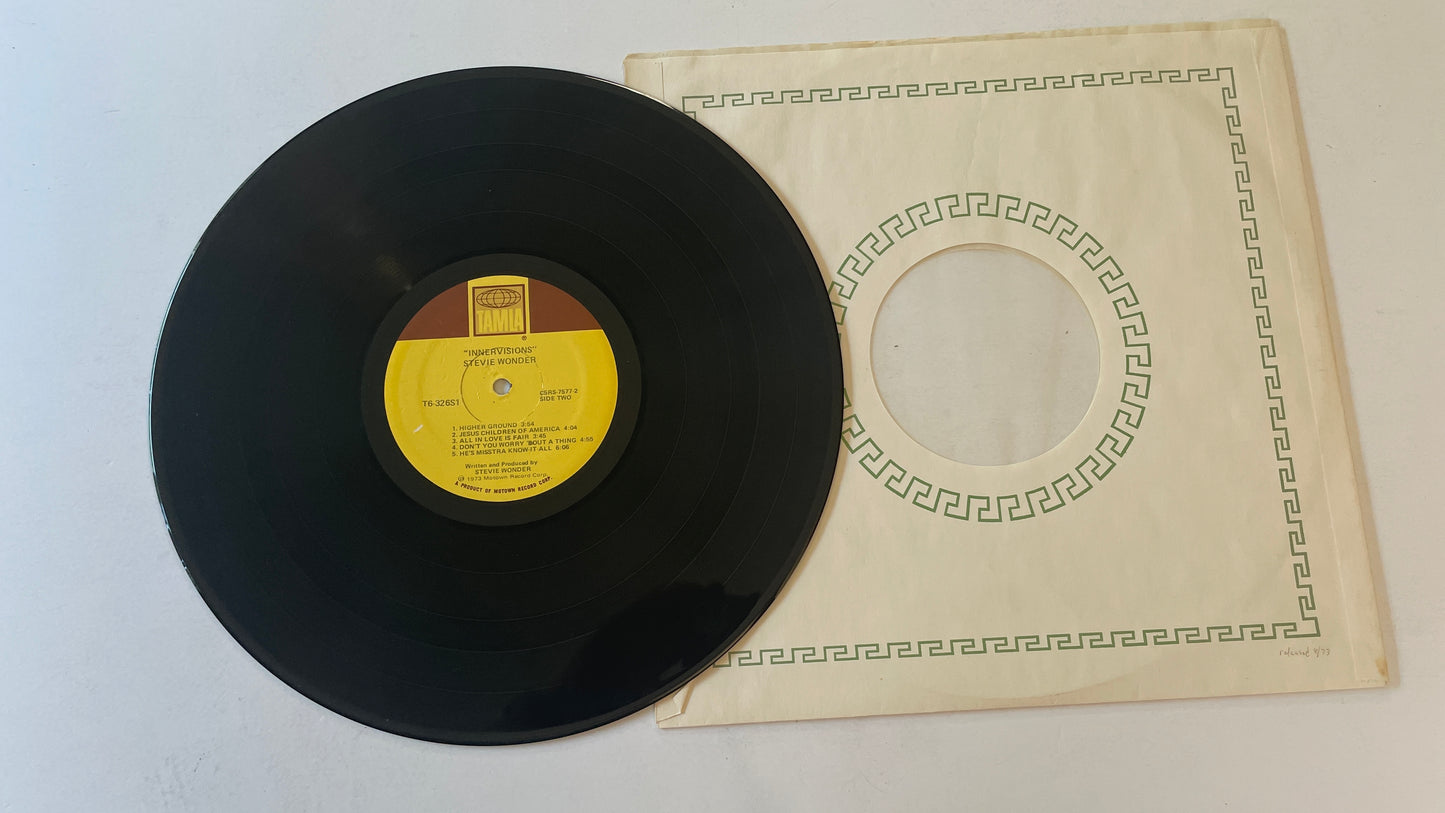 TAMLA®
"INNERVISIONS"
STEVIE WONDER
T6-326S1
CSRS-7577-2
SIDE TWO
1. HIGHER GROUND 3:54
2. JESUS CHILDREN OF AMERICA 4:04
3. ALL IN LOVE IS FAIR 3:45
4. DON'T YOU WORRY 'BOUT A THING 4:55
5. HE'S MISSTRA KNOW-IT-ALL 6:06
Written and Produced by
STEVIE WONDER
℗ 1973 Motown Record Corp.
A PRODUCT OF MOTOWN RECORD CORP.
released 8/73